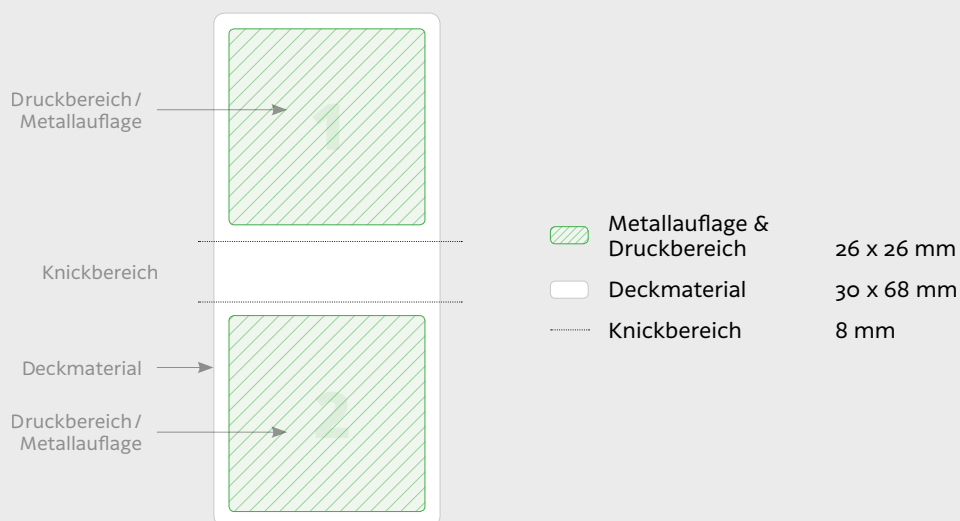 Druckbereich/
Metallauflage
1
Knickbereich
Deckmaterial
Druckbereich/
Metallauflage
2
Metallauflage &
Druckbereich 26 x 26 mm
Deckmaterial 30 x 68 mm
Knickbereich 8 mm